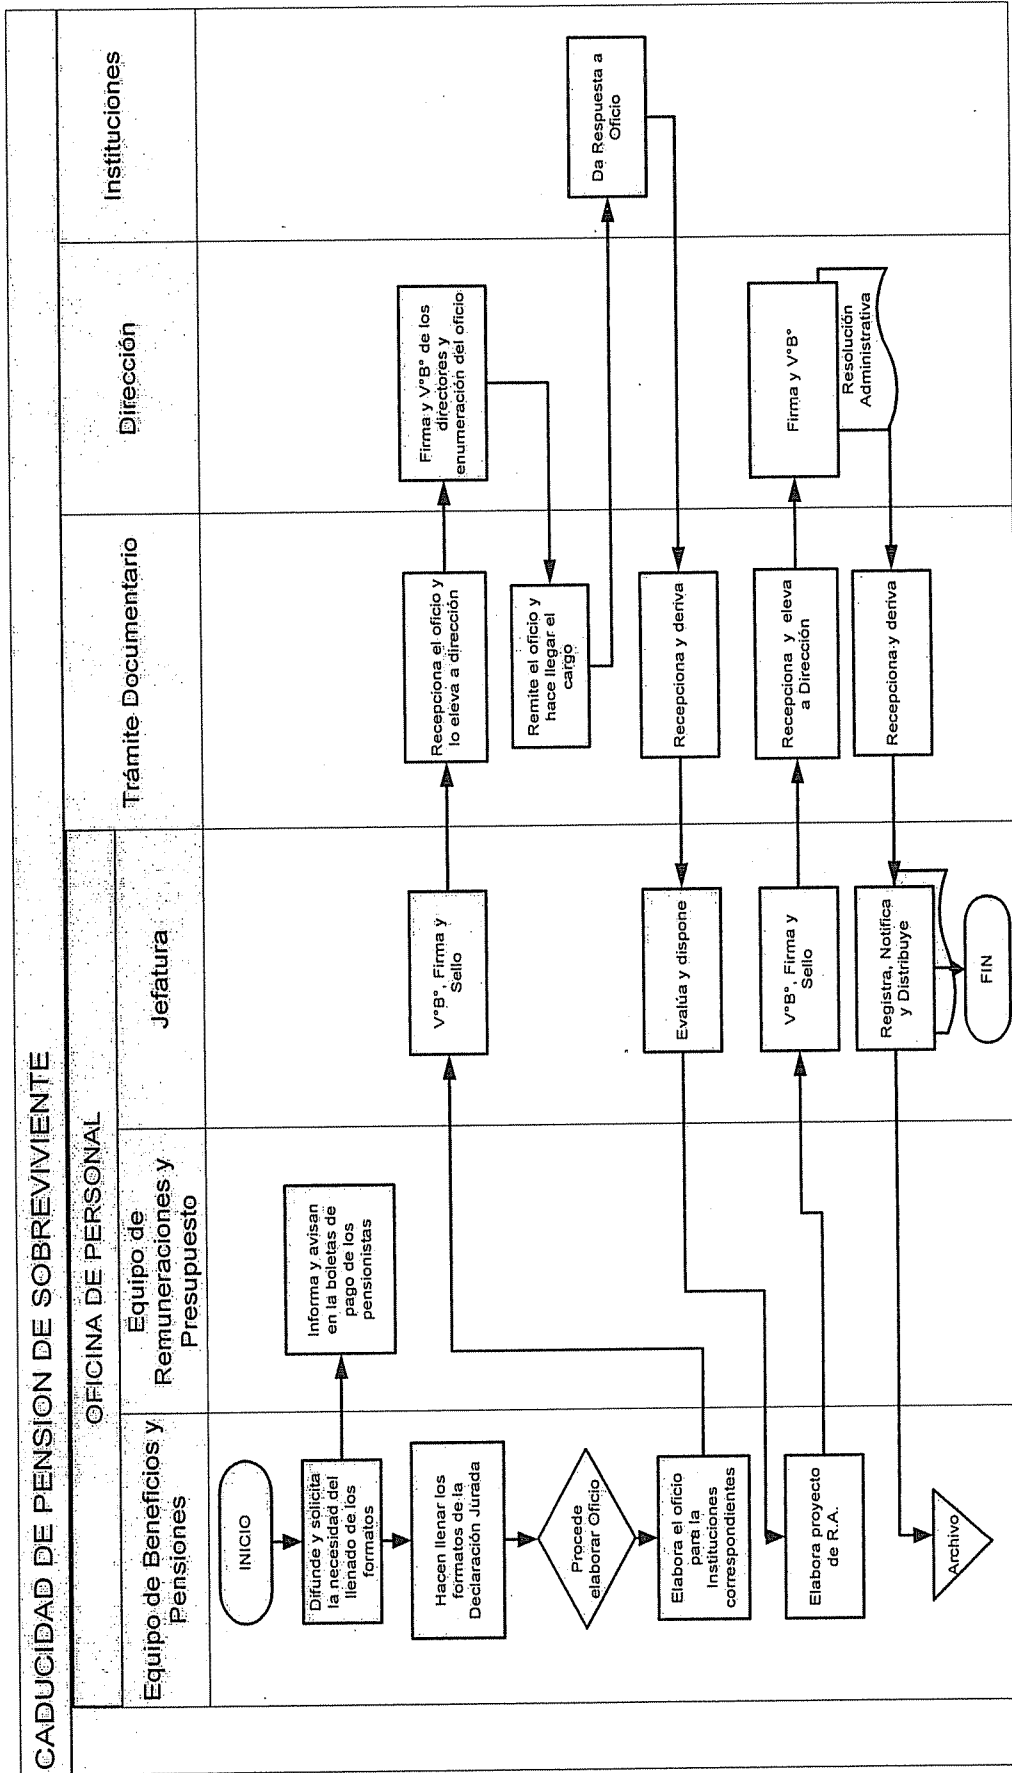 CADUCIDAD DE PENSION DE SOBREVIVIENTE
OFICINA DE PERSONAL
Equipo de Beneficios y
Pensiones
Equipo de
Remuneraciones y
Presupuesto
Jefatura
Trámite Documentario
Dirección
Instituciones
INICIO
Difunde y solicita
la necesidad del
llenado de los
formatos
Informa y avisan
en la boletas de
pago de los
pensionistas
Hacen llenar los
formatos de la
Declaración Jurada
Procede
elaborar Oficio
Elabora el oficio
para la
Instituciones
correspondientes
V°B°, Firma y
Sello
Recepciona el oficio y
lo eleva a dirección
Firma y V°B° de los
directores y
enumeración del oficio
Remite el oficio y
hace llegar el
cargo
Da Respuesta a
Oficio
Recepciona y deriva
Evalúa y dispone
Elabora proyecto
de R.A.
V°B°, Firma y
Sello
Recepciona y eleva
a Dirección
Firma y V°B°
Resolución
Administrativa
Recepciona y deriva
Registra, Notifica
y Distribuye
Archivo
FIN